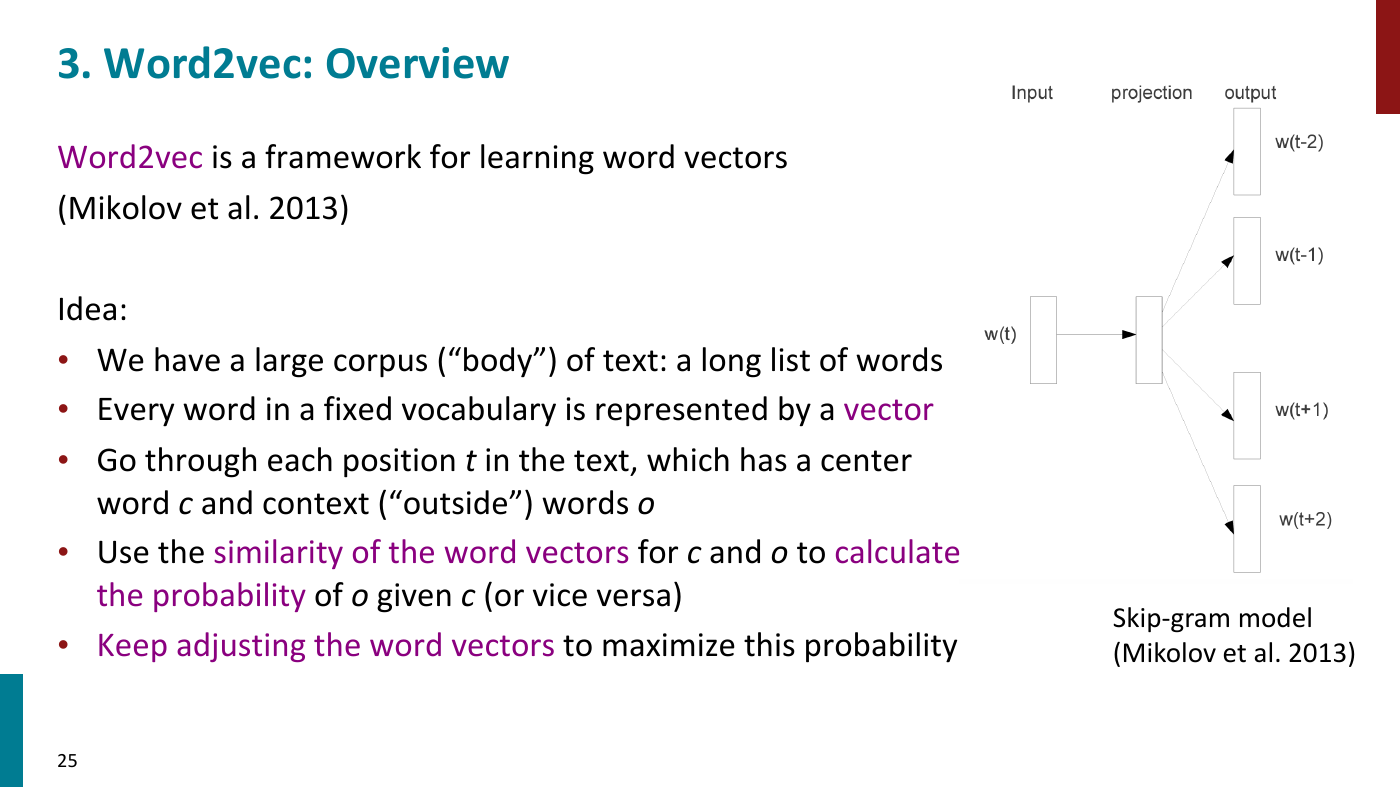 3. Word2vec: Overview
Word2vec is a framework for learning word vectors
(Mikolov et al. 2013)
Idea:
• We have a large corpus (“body”) of text: a long list of words
• Every word in a fixed vocabulary is represented by a vector
• Go through each position t in the text, which has a center
word c and context (“outside”) words o
• Use the similarity of the word vectors for c and o to calculate
the probability of o given c (or vice versa)
• Keep adjusting the word vectors to maximize this probability
Input projection output
w(t-2)
w(t-1)
w(t)
w(t+1)
w(t+2)
Skip-gram model
(Mikolov et al. 2013)
25